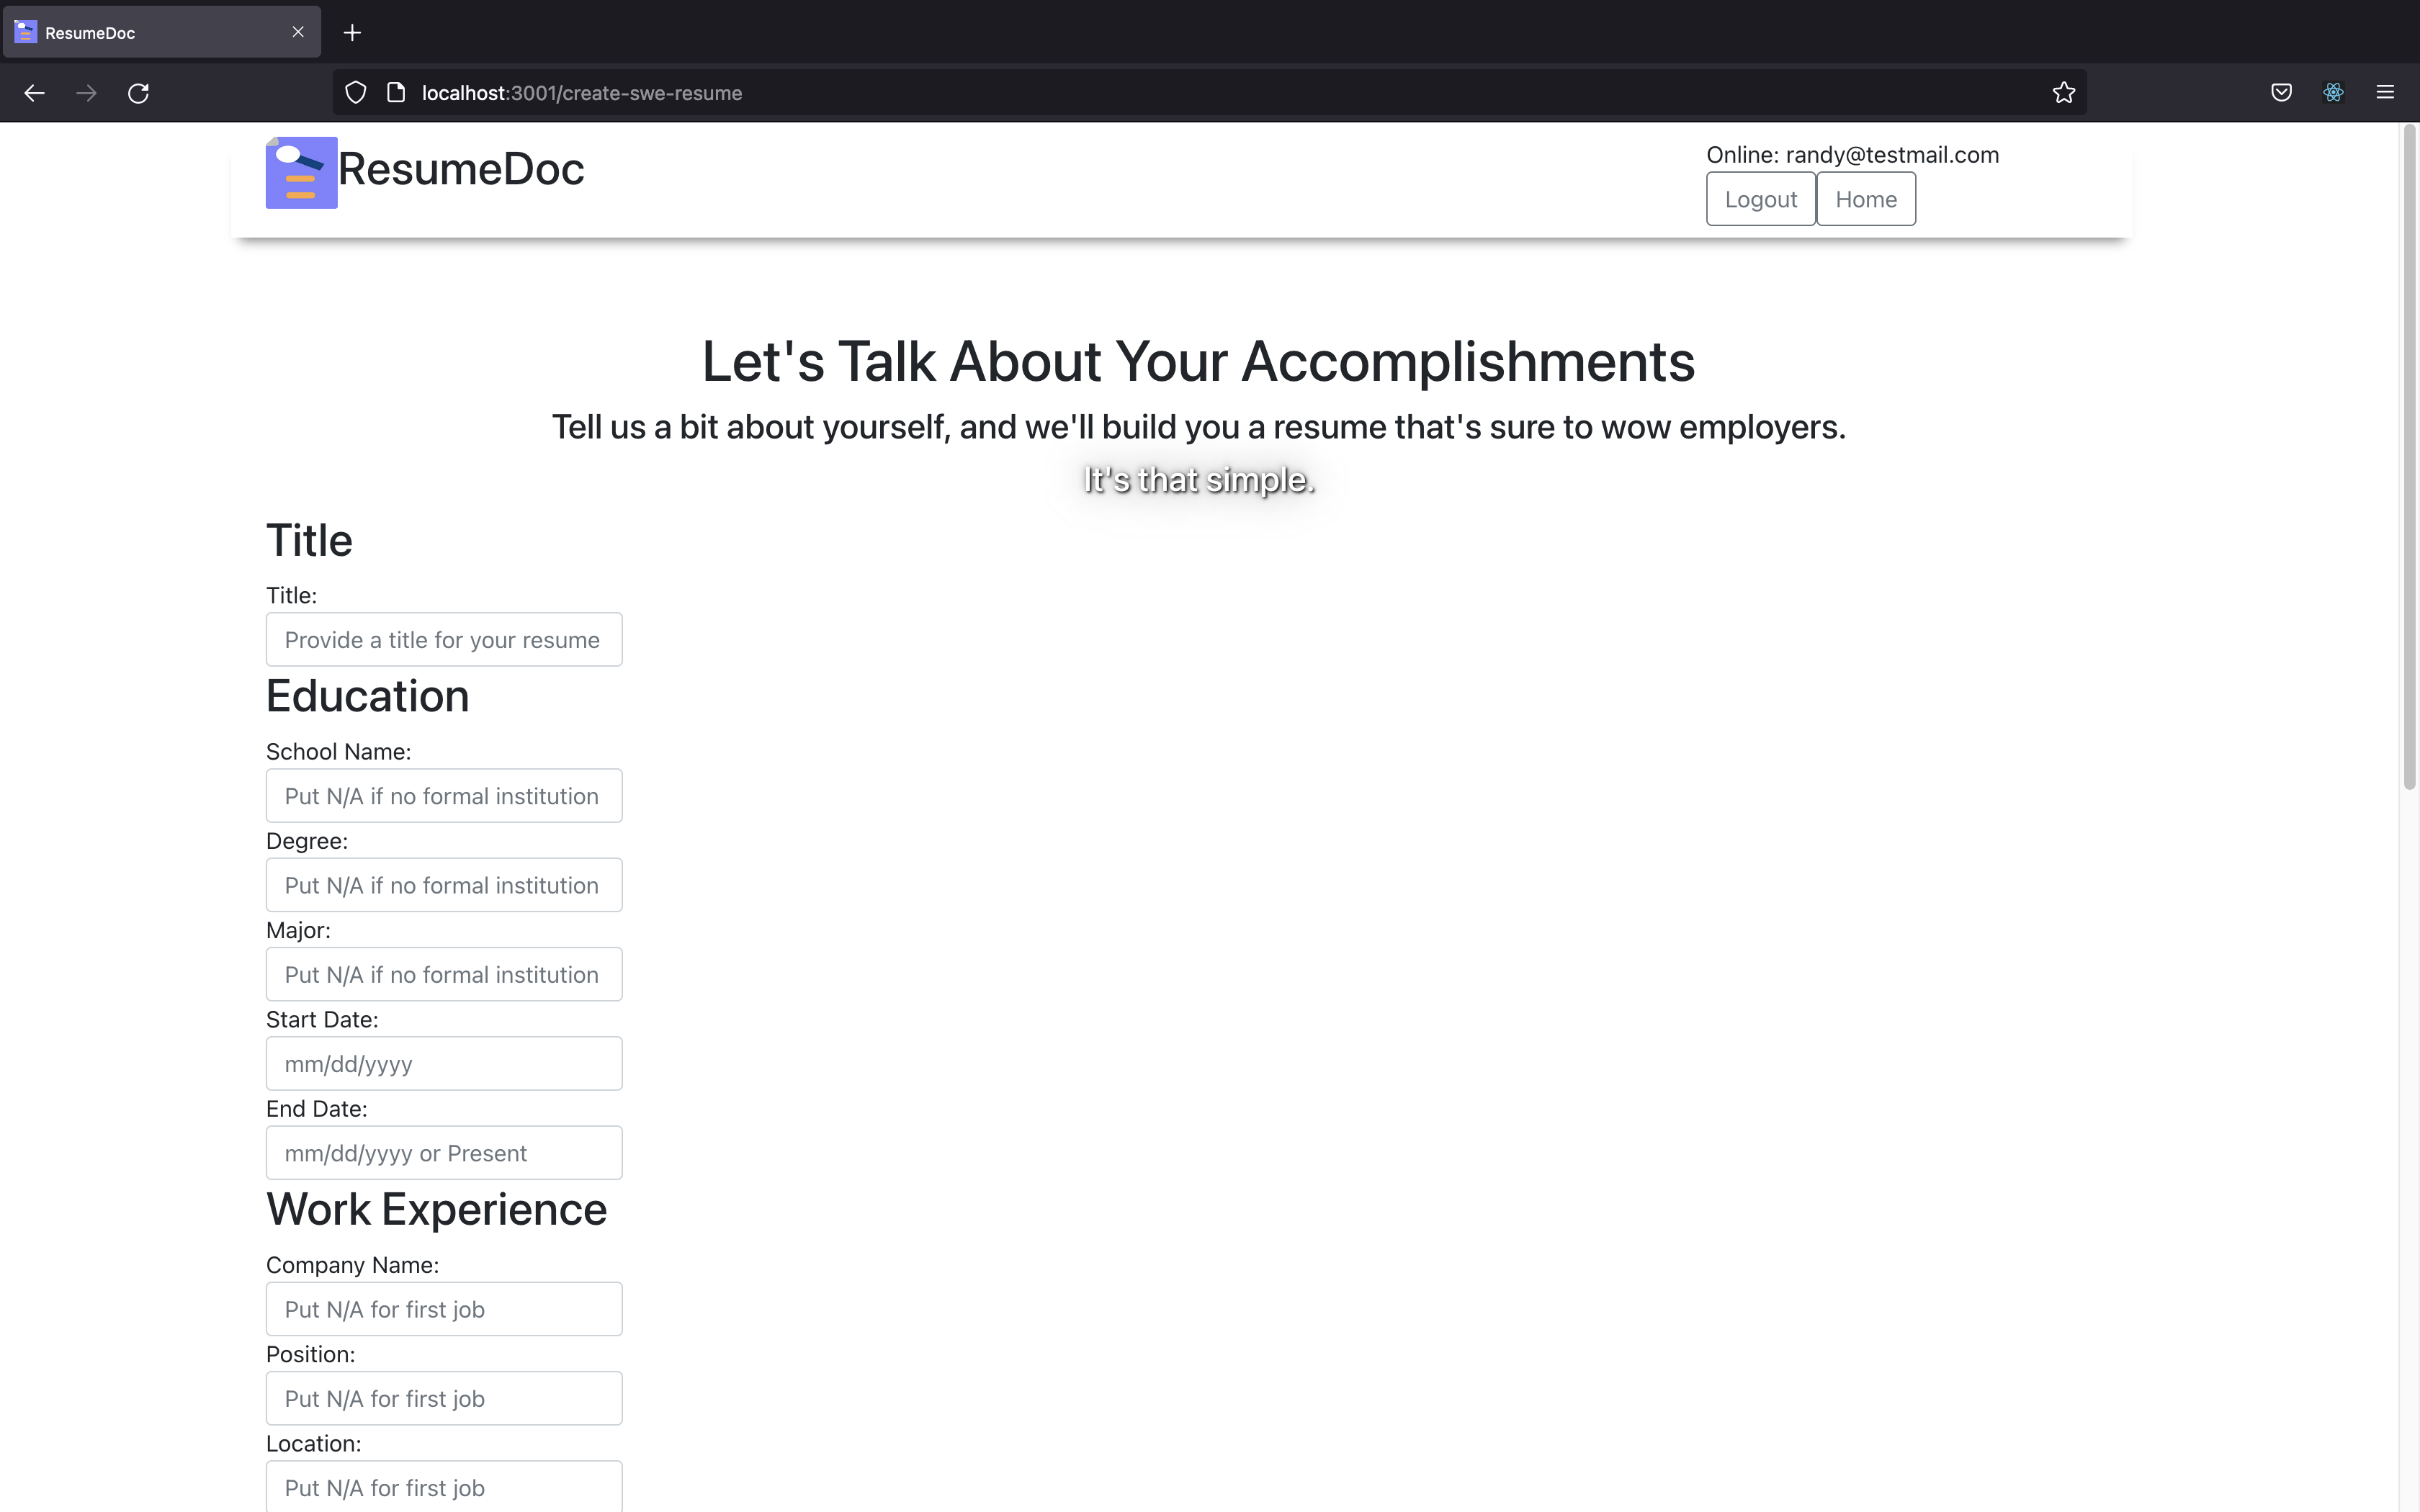 ResumeDoc
localhost:3001/create-swe-resume
ResumeDoc
Online: randy@testmail.com
Logout Home
Let's Talk About Your Accomplishments
Tell us a bit about yourself, and we'll build you a resume that's sure to wow employers.
It's that simple.
Title
Title:
Provide a title for your resume
Education
School Name:
Put N/A if no formal institution
Degree:
Put N/A if no formal institution
Major:
Put N/A if no formal institution
Start Date:
mm/dd/yyyy
End Date:
mm/dd/yyyy or Present
Work Experience
Company Name:
Put N/A for first job
Position:
Put N/A for first job
Location:
Put N/A for first job